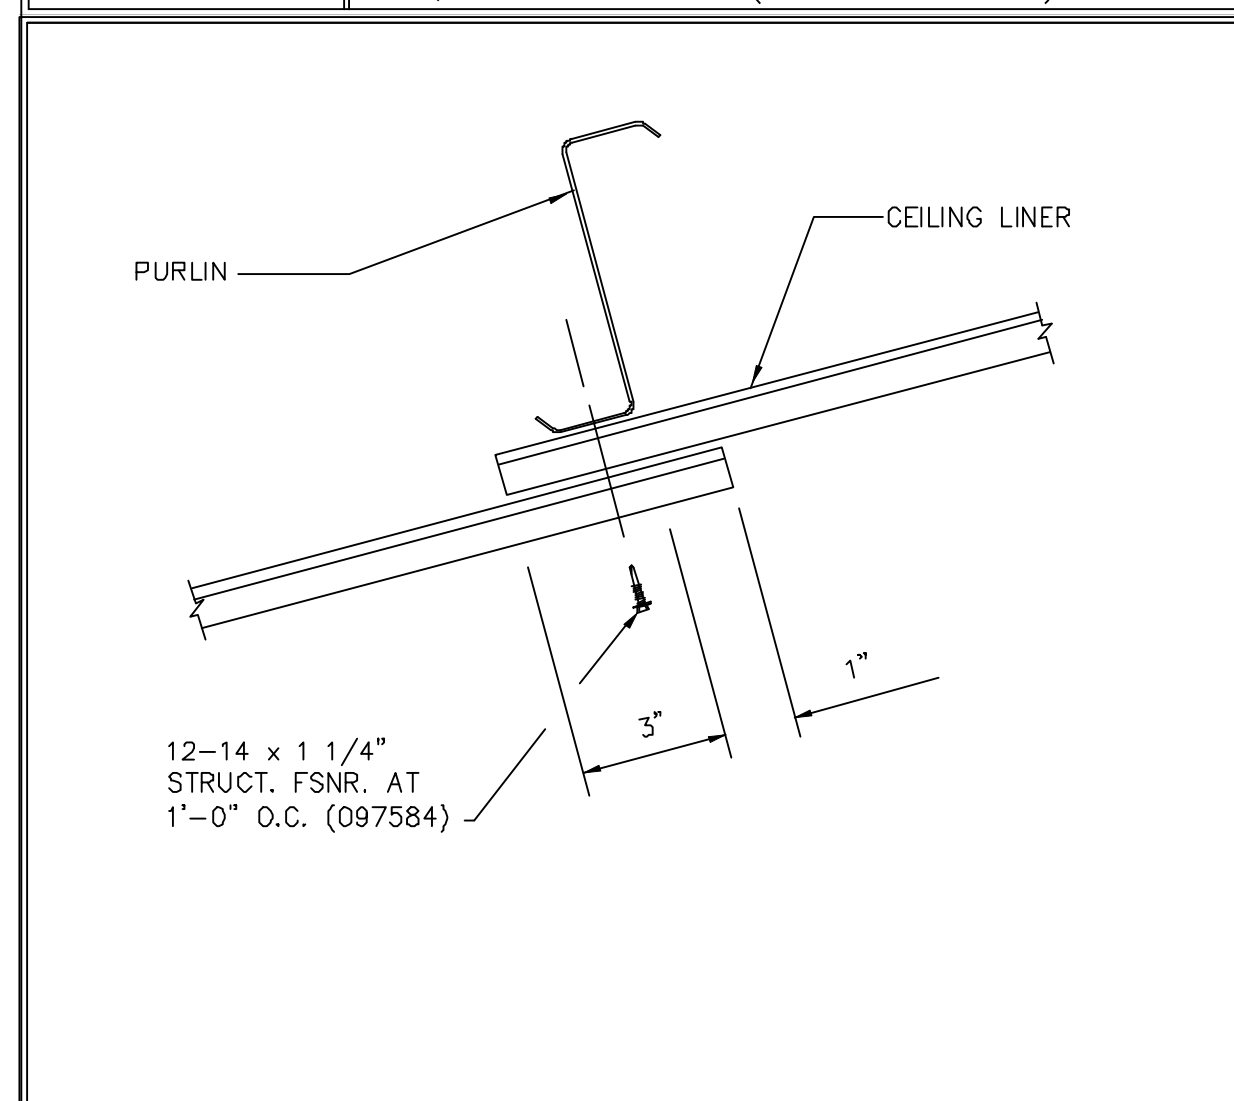 CEILING LINER
PURLIN
1"
3"
12-14 x 1 1/4"
STRUCT. FSNR. AT
1'-0" O.C. (097584)